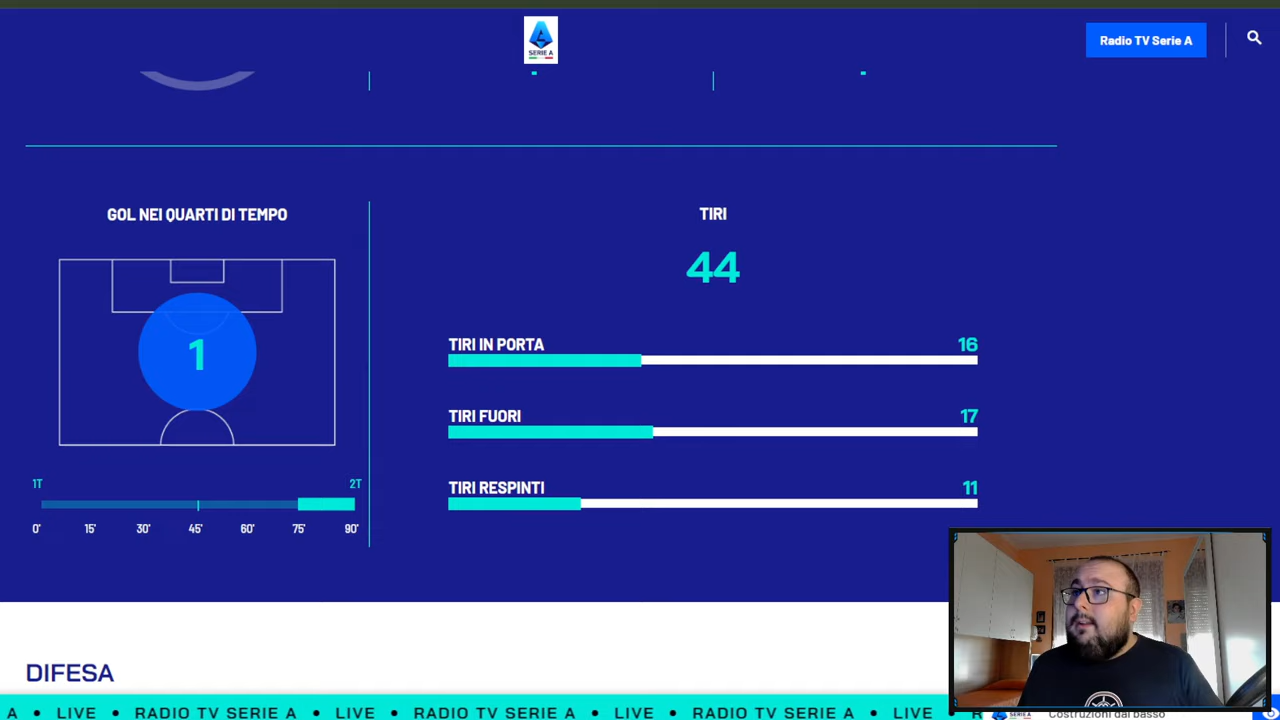 SERIE A
Radio TV Serie A
GOL NEI QUARTI DI TEMPO
1
1T
2T
0'
15'
30'
45'
60'
75'
90'
TIRI
44
TIRI IN PORTA
16
TIRI FUORI
17
TIRI RESPINTI
11
DIFESA
A • LIVE • RADIO TV SERIE A • LIVE • RADIO TV SERIE A • LIVE • RADIO TV SERIE A • LIVE • R
SERIE A
Costruzioni dal basso